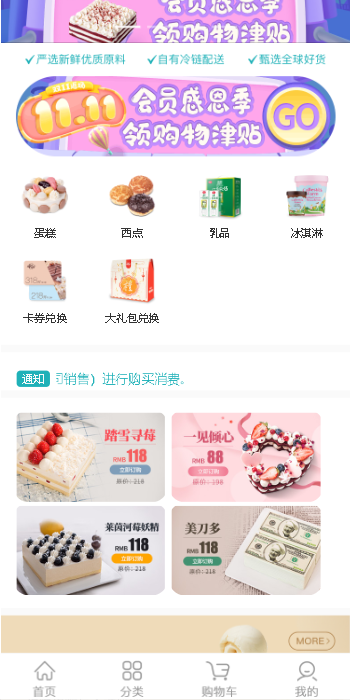 会员感恩季
领购物津贴
严选新鲜优质原料 自有冷链配送 甄选全球好货
11.11
会员感恩季
领购物津贴
GO
蛋糕 西点 乳品 冰淇淋
卡券兑换 大礼包兑换
通知 销售）进行购买消费。
踏雪寻莓
RMB 118
立即订购
原价：218
一见倾心
RMB 88
立即订购
原价：198
莱茵河莓妖精
RMB 118
立即订购
原价：218
美刀多
RMB 118
立即订购
原价：218
MORE >
首页 分类 购物车 我的